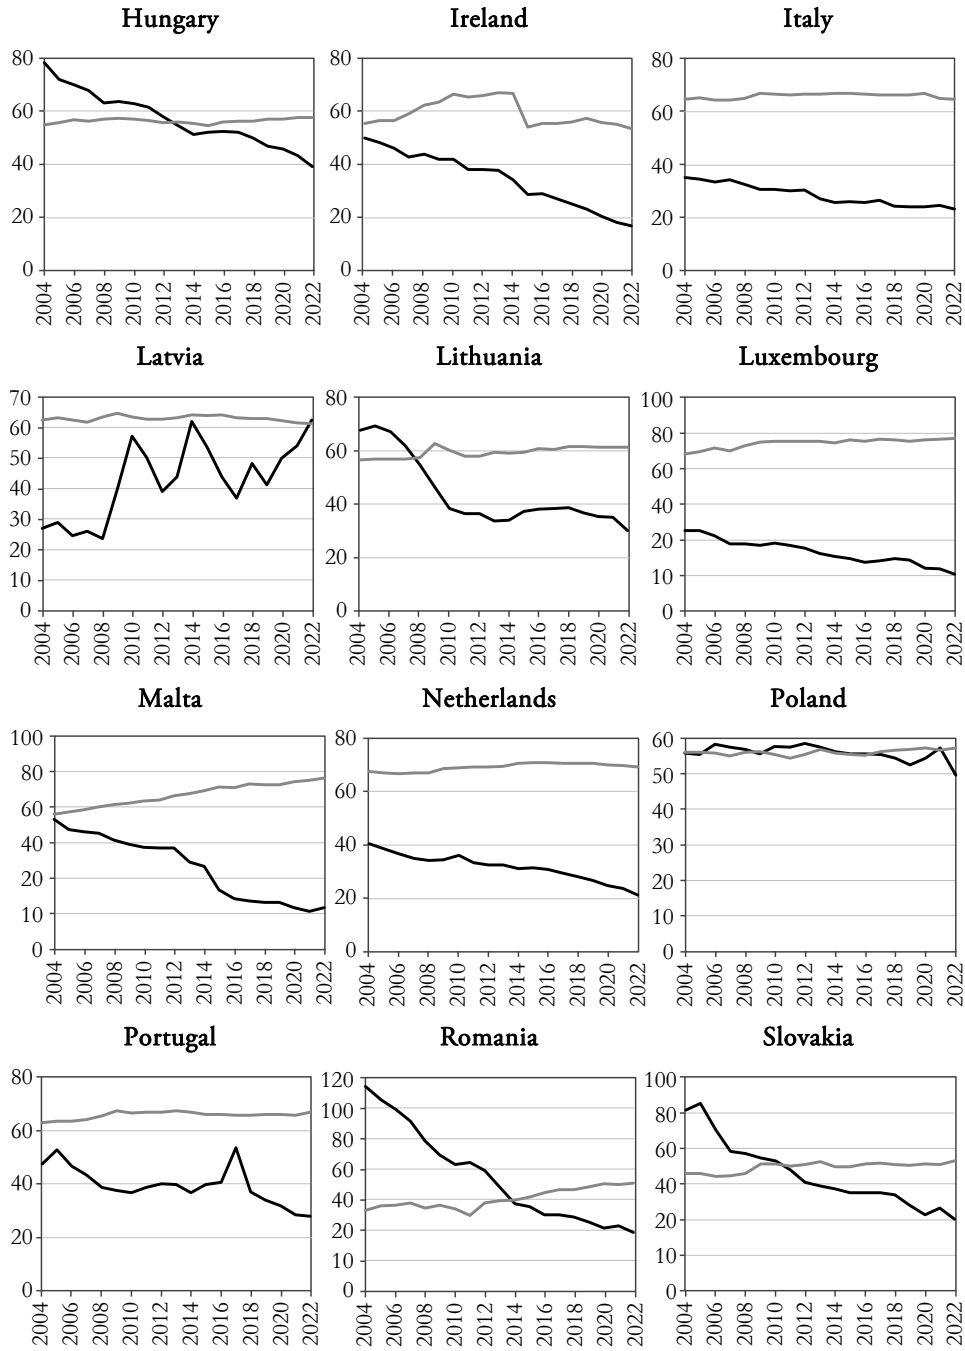 Hungary Ireland Italy
80 80 80
60 60 60
40 40 40
20 20 20
0 0 0
2004 2006 2008 2010 2012 2014 2016 2018 2020 2022 2004 2006 2008 2010 2012 2014 2016 2018 2020 2022 2004 2006 2008 2010 2012 2014 2016 2018 2020 2022
Latvia Lithuania Luxembourg
70 80 100
60 60 80
50 40 60
40 20 20
30 0 10
20 0
10
0
2004 2006 2008 2010 2012 2014 2016 2018 2020 2022 2004 2006 2008 2010 2012 2014 2016 2018 2020 2022 2004 2006 2008 2010 2012 2014 2016 2018 2020 2022
Malta Netherlands Poland
100 80 60
80 60 50
60 40 40
40 20 30
20 0 20
10 10
0 0
2004 2006 2008 2010 2012 2014 2016 2018 2020 2022 2004 2006 2008 2010 2012 2014 2016 2018 2020 2022 2004 2006 2008 2010 2012 2014 2016 2018 2020 2022
Portugal Romania Slovakia
80 120 100
60 100 80
40 80 60
20 60 40
0 40 20
20 10
10 0
0
2004 2006 2008 2010 2012 2014 2016 2018 2020 2022 2004 2006 2008 2010 2012 2014 2016 2018 2020 2022 2004 2006 2008 2010 2012 2014 2016 2018 2020 2022